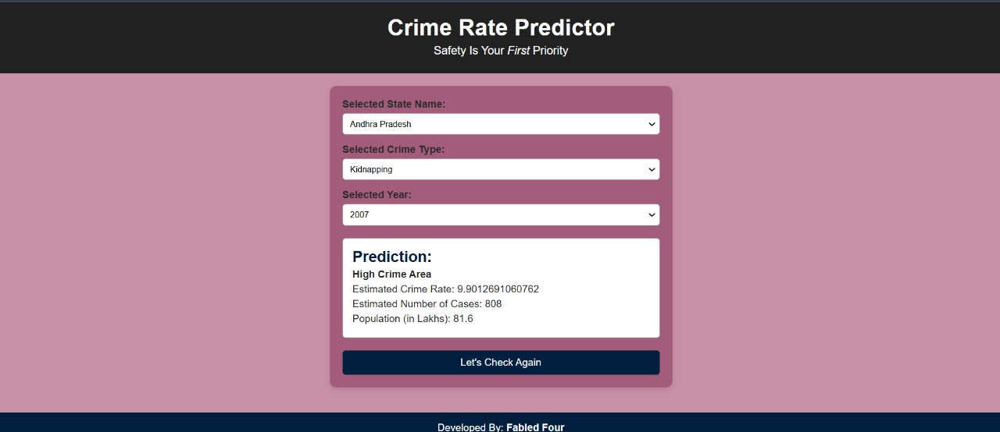 Crime Rate Predictor
Safety Is Your First Priority
Selected State Name:
Andhra Pradesh
Selected Crime Type:
Kidnapping
Selected Year:
2007
Prediction:
High Crime Area
Estimated Crime Rate: 9.9012691060762
Estimated Number of Cases: 808
Population (in Lakhs): 81.6
Let's Check Again
Developed By: Fabled Four